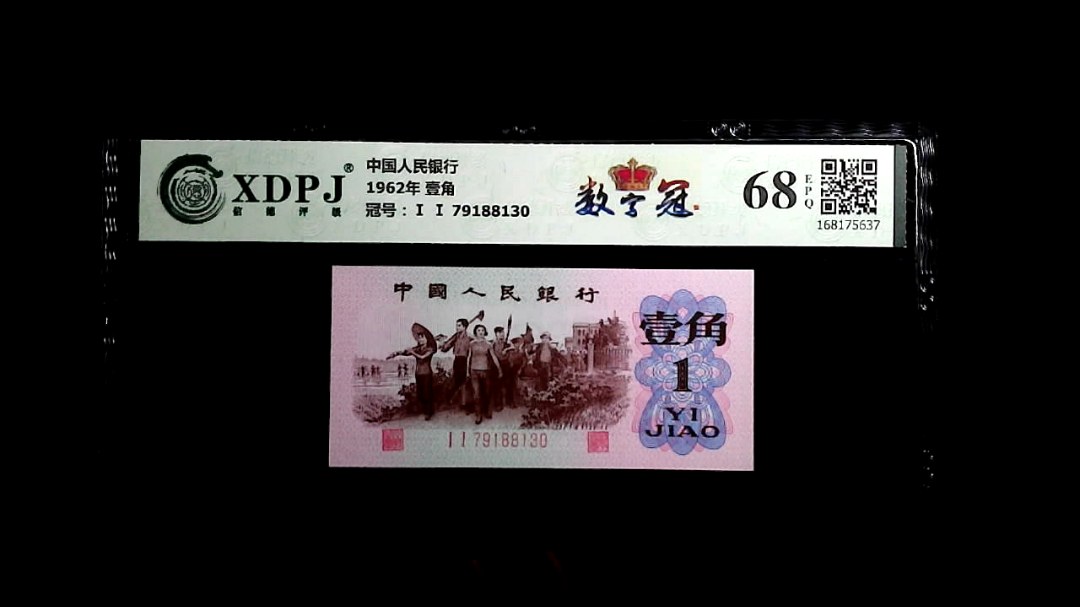 XDPJ®
信德评级
中国人民银行
1962年 壹角
冠号：I I 79188130
数字冠
68
EPQ
168175637
中國人民銀行
壹角
1
YI
JIAO
I I 79188130